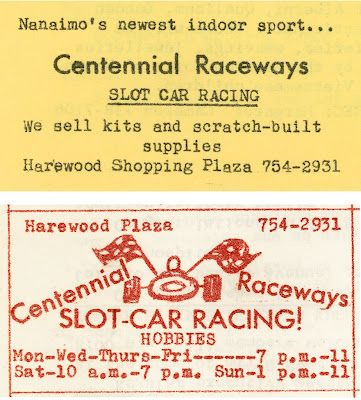 Nanaimo's newest indoor sport...
Centennial Raceways
SLOT CAR RACING
We sell kits and scratch-built
supplies
Harewood Shopping Plaza 754-2931
Harewood Plaza 754-2931
Centennial Raceways
SLOT-CAR RACING!
HOBBIES
Mon-Wed-Thurs-Fri------7 p.m.-11
Sat-10 a.m.-7 p.m. Sun-1 p.m.-11